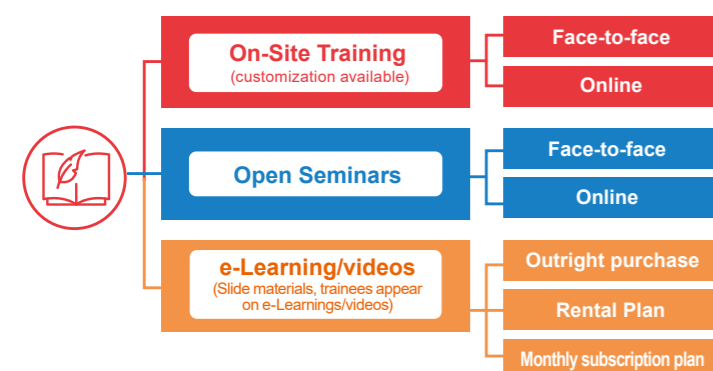 On-Site Training
(customization available)
Face-to-face
Online
Open Seminars
Face-to-face
Online
e-Learning/videos
(Slide materials, trainees appear
on e-Learnings/videos)
Outright purchase
Rental Plan
Monthly subscription plan